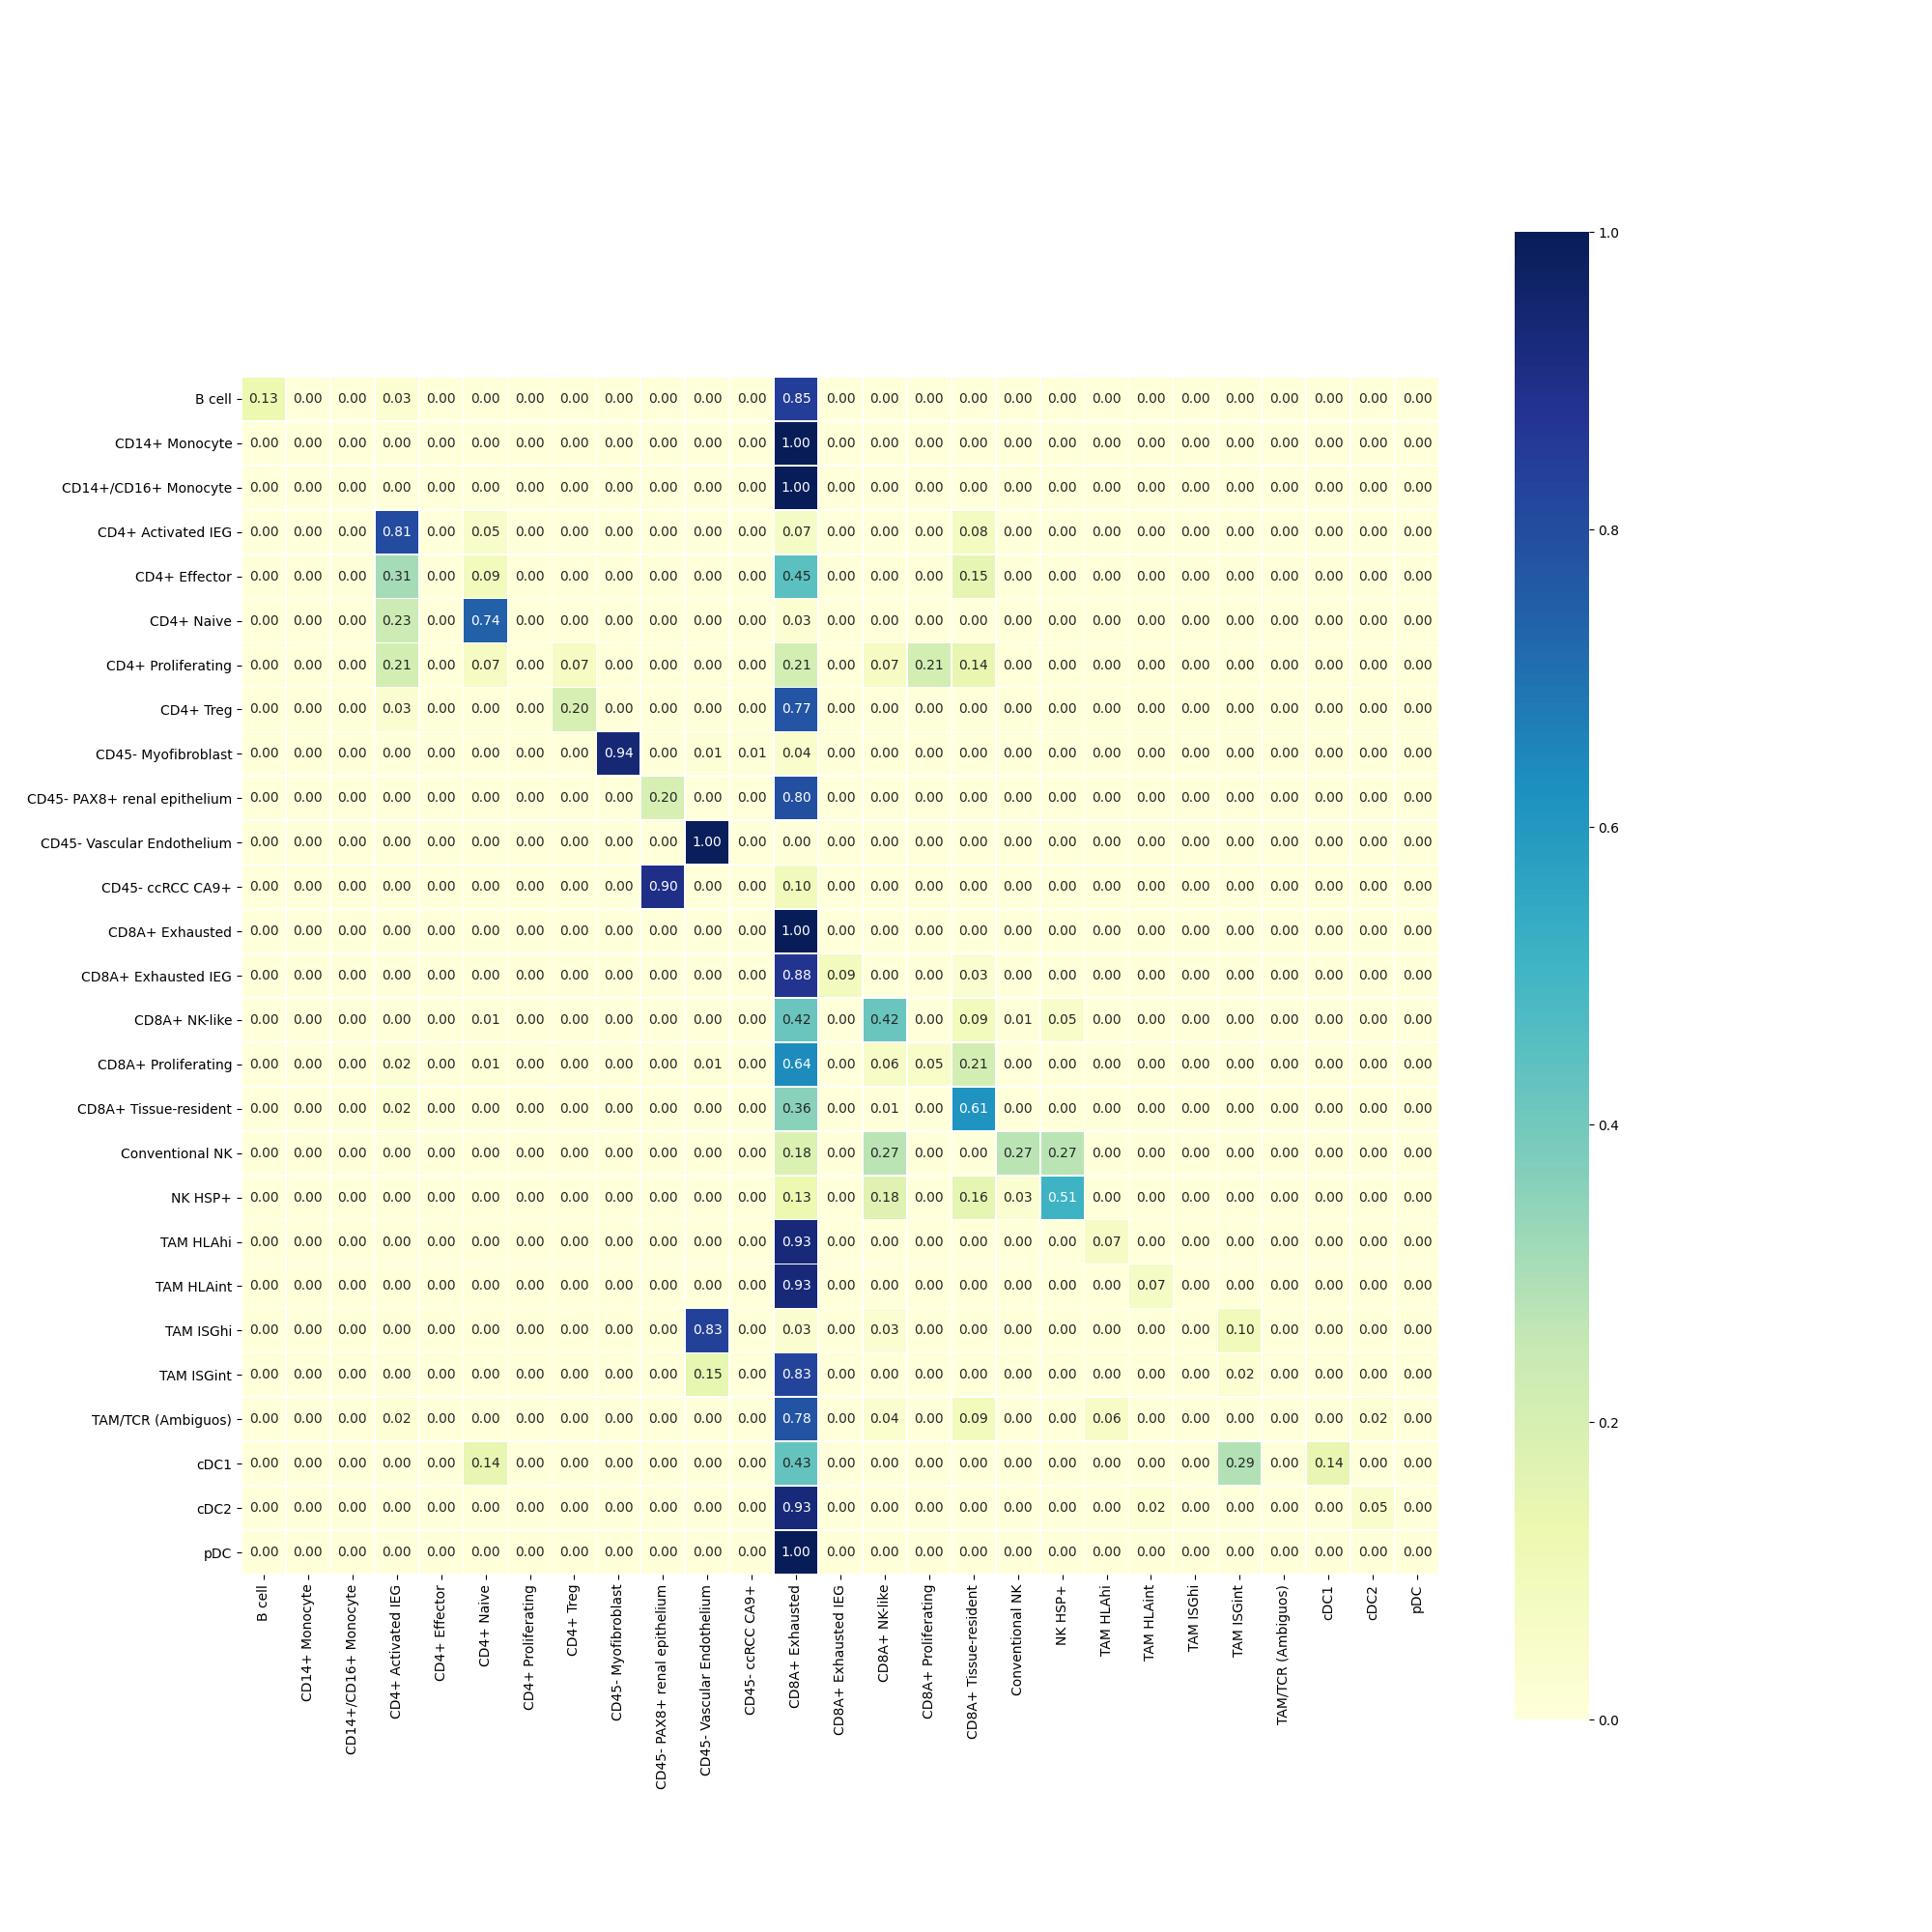 1.0
B cell 0.13 0.00 0.00 0.03 0.00 0.00 0.00 0.00 0.00 0.00 0.00 0.00 0.85 0.00 0.00 0.00 0.00 0.00 0.00 0.00 0.00 0.00 0.00 0.00 0.00 0.00 0.00
CD14+ Monocyte 0.00 0.00 0.00 0.00 0.00 0.00 0.00 0.00 0.00 0.00 0.00 0.00 1.00 0.00 0.00 0.00 0.00 0.00 0.00 0.00 0.00 0.00 0.00 0.00 0.00 0.00 0.00
CD14+/CD16+ Monocyte 0.00 0.00 0.00 0.00 0.00 0.00 0.00 0.00 0.00 0.00 0.00 0.00 1.00 0.00 0.00 0.00 0.00 0.00 0.00 0.00 0.00 0.00 0.00 0.00 0.00 0.00 0.00
CD4+ Activated IEG 0.00 0.00 0.00 0.81 0.00 0.05 0.00 0.00 0.00 0.00 0.00 0.00 0.07 0.00 0.00 0.00 0.08 0.00 0.00 0.00 0.00 0.00 0.00 0.00 0.00 0.00 0.00
0.8
CD4+ Effector 0.00 0.00 0.00 0.31 0.00 0.09 0.00 0.00 0.00 0.00 0.00 0.00 0.45 0.00 0.00 0.00 0.15 0.00 0.00 0.00 0.00 0.00 0.00 0.00 0.00 0.00 0.00
CD4+ Naive 0.00 0.00 0.00 0.23 0.00 0.74 0.00 0.00 0.00 0.00 0.00 0.00 0.03 0.00 0.00 0.00 0.00 0.00 0.00 0.00 0.00 0.00 0.00 0.00 0.00 0.00 0.00
CD4+ Proliferating 0.00 0.00 0.00 0.21 0.00 0.07 0.00 0.07 0.00 0.00 0.00 0.00 0.21 0.00 0.07 0.21 0.14 0.00 0.00 0.00 0.00 0.00 0.00 0.00 0.00 0.00 0.00
CD4+ Treg 0.00 0.00 0.00 0.03 0.00 0.00 0.00 0.20 0.00 0.00 0.00 0.00 0.77 0.00 0.00 0.00 0.00 0.00 0.00 0.00 0.00 0.00 0.00 0.00 0.00 0.00 0.00
CD45- Myofibroblast 0.00 0.00 0.00 0.00 0.00 0.00 0.00 0.00 0.94 0.00 0.01 0.01 0.04 0.00 0.00 0.00 0.00 0.00 0.00 0.00 0.00 0.00 0.00 0.00 0.00 0.00 0.00
CD45- PAX8+ renal epithelium 0.00 0.00 0.00 0.00 0.00 0.00 0.00 0.00 0.00 0.20 0.00 0.00 0.80 0.00 0.00 0.00 0.00 0.00 0.00 0.00 0.00 0.00 0.00 0.00 0.00 0.00 0.00
0.6
CD45- Vascular Endothelium 0.00 0.00 0.00 0.00 0.00 0.00 0.00 0.00 0.00 0.00 1.00 0.00 0.00 0.00 0.00 0.00 0.00 0.00 0.00 0.00 0.00 0.00 0.00 0.00 0.00 0.00 0.00
CD45- ccRCC CA9+ 0.00 0.00 0.00 0.00 0.00 0.00 0.00 0.00 0.00 0.90 0.00 0.00 0.10 0.00 0.00 0.00 0.00 0.00 0.00 0.00 0.00 0.00 0.00 0.00 0.00 0.00 0.00
CD8A+ Exhausted 0.00 0.00 0.00 0.00 0.00 0.00 0.00 0.00 0.00 0.00 0.00 0.00 1.00 0.00 0.00 0.00 0.00 0.00 0.00 0.00 0.00 0.00 0.00 0.00 0.00 0.00 0.00
CD8A+ Exhausted IEG 0.00 0.00 0.00 0.00 0.00 0.00 0.00 0.00 0.00 0.00 0.00 0.00 0.88 0.09 0.00 0.00 0.03 0.00 0.00 0.00 0.00 0.00 0.00 0.00 0.00 0.00 0.00
CD8A+ NK-like 0.00 0.00 0.00 0.00 0.00 0.01 0.00 0.00 0.00 0.00 0.00 0.00 0.42 0.00 0.42 0.00 0.09 0.01 0.05 0.00 0.00 0.00 0.00 0.00 0.00 0.00 0.00
CD8A+ Proliferating 0.00 0.00 0.00 0.02 0.00 0.01 0.00 0.00 0.00 0.00 0.01 0.00 0.64 0.00 0.06 0.05 0.21 0.00 0.00 0.00 0.00 0.00 0.00 0.00 0.00 0.00 0.00
CD8A+ Tissue-resident 0.00 0.00 0.00 0.02 0.00 0.00 0.00 0.00 0.00 0.00 0.00 0.00 0.36 0.00 0.01 0.00 0.61 0.00 0.00 0.00 0.00 0.00 0.00 0.00 0.00 0.00 0.00
0.4
Conventional NK 0.00 0.00 0.00 0.00 0.00 0.00 0.00 0.00 0.00 0.00 0.00 0.00 0.18 0.00 0.27 0.00 0.00 0.27 0.27 0.00 0.00 0.00 0.00 0.00 0.00 0.00 0.00
NK HSP+ 0.00 0.00 0.00 0.00 0.00 0.00 0.00 0.00 0.00 0.00 0.00 0.00 0.13 0.00 0.18 0.00 0.16 0.03 0.51 0.00 0.00 0.00 0.00 0.00 0.00 0.00 0.00
TAM HLAhi 0.00 0.00 0.00 0.00 0.00 0.00 0.00 0.00 0.00 0.00 0.00 0.00 0.93 0.00 0.00 0.00 0.00 0.00 0.00 0.07 0.00 0.00 0.00 0.00 0.00 0.00 0.00
TAM HLAint 0.00 0.00 0.00 0.00 0.00 0.00 0.00 0.00 0.00 0.00 0.00 0.00 0.93 0.00 0.00 0.00 0.00 0.00 0.00 0.00 0.07 0.00 0.00 0.00 0.00 0.00 0.00
TAM ISGhi 0.00 0.00 0.00 0.00 0.00 0.00 0.00 0.00 0.00 0.00 0.83 0.00 0.03 0.00 0.03 0.00 0.00 0.00 0.00 0.00 0.00 0.00 0.10 0.00 0.00 0.00 0.00
TAM ISGint 0.00 0.00 0.00 0.00 0.00 0.00 0.00 0.00 0.00 0.00 0.15 0.00 0.83 0.00 0.00 0.00 0.00 0.00 0.00 0.00 0.00 0.00 0.02 0.00 0.00 0.00 0.00
TAM/TCR (Ambiguos) 0.00 0.00 0.00 0.02 0.00 0.00 0.00 0.00 0.00 0.00 0.00 0.00 0.78 0.00 0.04 0.00 0.09 0.00 0.00 0.06 0.00 0.00 0.00 0.00 0.00 0.02 0.00
0.2
cDC1 0.00 0.00 0.00 0.00 0.00 0.14 0.00 0.00 0.00 0.00 0.00 0.00 0.43 0.00 0.00 0.00 0.00 0.00 0.00 0.00 0.00 0.00 0.29 0.00 0.14 0.00 0.00
cDC2 0.00 0.00 0.00 0.00 0.00 0.00 0.00 0.00 0.00 0.00 0.00 0.00 0.93 0.00 0.00 0.00 0.00 0.00 0.00 0.00 0.02 0.00 0.00 0.00 0.00 0.05 0.00
pDC 0.00 0.00 0.00 0.00 0.00 0.00 0.00 0.00 0.00 0.00 0.00 0.00 1.00 0.00 0.00 0.00 0.00 0.00 0.00 0.00 0.00 0.00 0.00 0.00 0.00 0.00 0.00
0.0
B cell
CD14+ Monocyte
CD14+/CD16+ Monocyte
CD4+ Activated IEG
CD4+ Effector
CD4+ Naive
CD4+ Proliferating
CD4+ Treg
CD45- Myofibroblast
CD45- PAX8+ renal epithelium
CD45- Vascular Endothelium
CD45- ccRCC CA9+
CD8A+ Exhausted
CD8A+ Exhausted IEG
CD8A+ NK-like
CD8A+ Proliferating
CD8A+ Tissue-resident
Conventional NK
NK HSP+
TAM HLAhi
TAM HLAint
TAM ISGhi
TAM ISGint
TAM/TCR (Ambiguos)
cDC1
cDC2
pDC